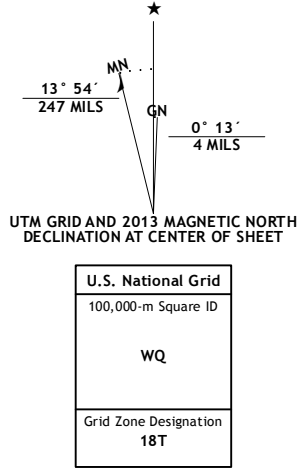 ★
MN
13° 54´
247 MILS
GN
0° 13´
4 MILS
UTM GRID AND 2013 MAGNETIC NORTH
DECLINATION AT CENTER OF SHEET
U.S. National Grid
100,000-m Square ID
WQ
Grid Zone Designation
18T